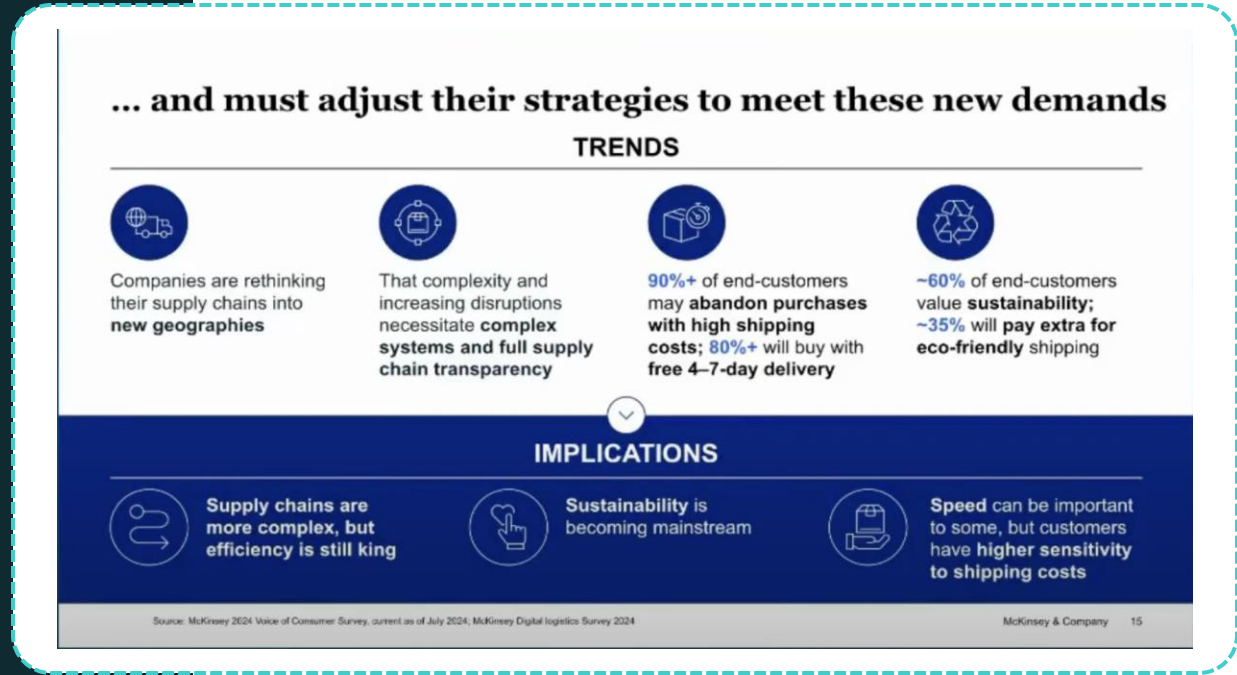 ... and must adjust their strategies to meet these new demands
TRENDS
Companies are rethinking
their supply chains into
new geographies
That complexity and
increasing disruptions
necessitate complex
systems and full supply
chain transparency
90%+ of end-customers
may abandon purchases
with high shipping
costs; 80%+ will buy with
free 4–7-day delivery
~60% of end-customers
value sustainability;
~35% will pay extra for
eco-friendly shipping
IMPLICATIONS
Supply chains are
more complex, but
efficiency is still king
Sustainability is
becoming mainstream
Speed can be important
to some, but customers
have higher sensitivity
to shipping costs
Source: McKinsey 2024 Voice of Consumer Survey, current as of July 2024; McKinsey Digital logistics Survey 2024
McKinsey & Company 15